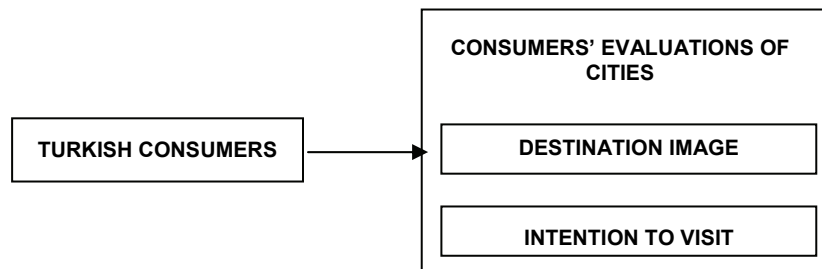 CONSUMERS’ EVALUATIONS OF
CITIES
TURKISH CONSUMERS
DESTINATION IMAGE
INTENTION TO VISIT